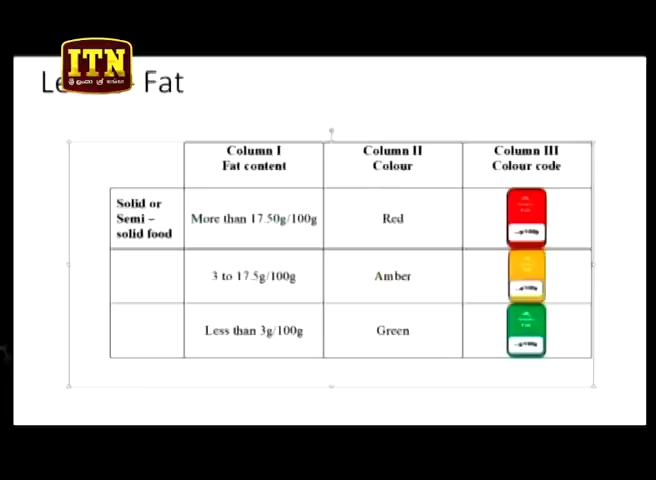 ITN
Fat
Column I
Fat content
Column II
Colour
Column III
Colour code
Solid or
Semi –
solid food
More than 17.50g/100g
Red
3 to 17.5g/100g
Amber
Less than 3g/100g
Green